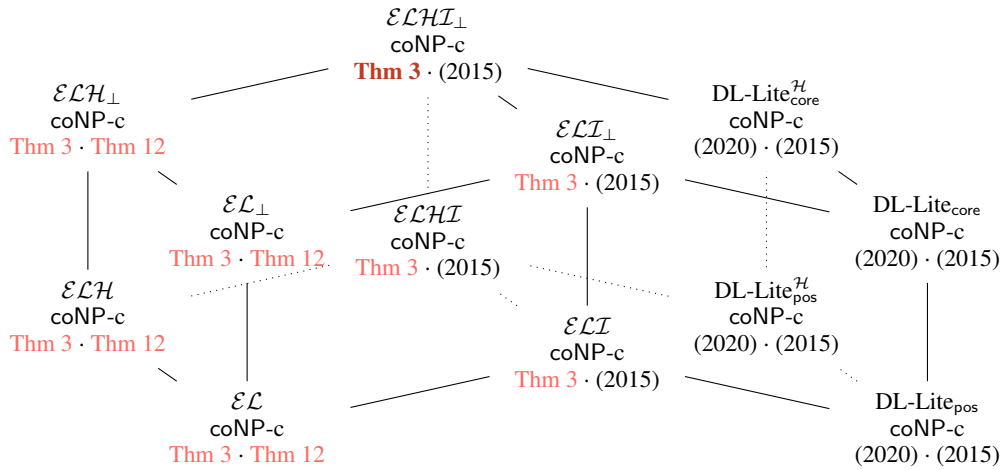 ℰℒℋℐ⊥
coNP-c
Thm 3 · (2015)
ℰℒℋ⊥
coNP-c
Thm 3 · Thm 12
DL-Lite^ℋ_core
coNP-c
(2020) · (2015)
ℰℒℐ⊥
coNP-c
Thm 3 · (2015)
ℰℒ⊥
coNP-c
Thm 3 · Thm 12
ℰℒℋℐ
coNP-c
Thm 3 · (2015)
DL-Lite_core
coNP-c
(2020) · (2015)
ℰℒℋ
coNP-c
Thm 3 · Thm 12
DL-Lite^ℋ_pos
coNP-c
(2020) · (2015)
ℰℒℐ
coNP-c
Thm 3 · (2015)
ℰℒ
coNP-c
Thm 3 · Thm 12
DL-Lite_pos
coNP-c
(2020) · (2015)